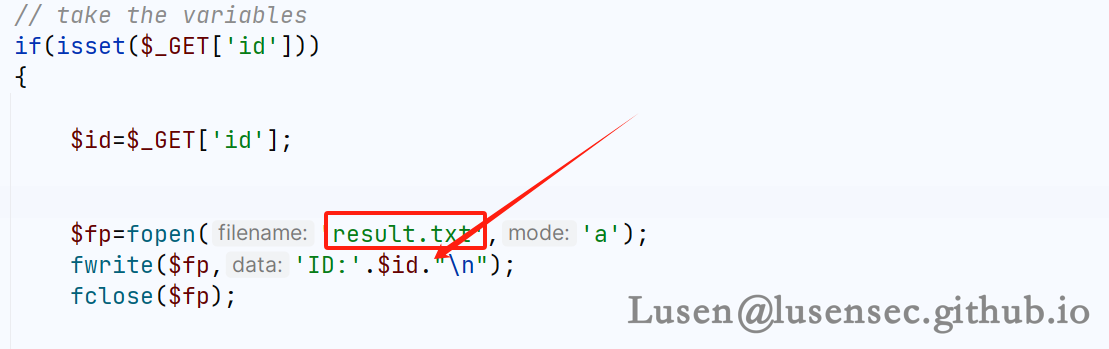 // take the variables
if(isset($_GET['id']))
{
$id=$_GET['id'];
$fp=fopen( filename: 'result.txt', mode: 'a');
fwrite($fp, data: 'ID:'.$id."\n");
fclose($fp);
Lusen@lusensec.github.io